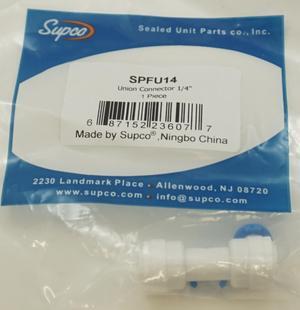 Supco
Sealed Unit Parts co., Inc.
SPFU14
Union Connector 1/4"
1 Piece
6 87152 23607 7
Made by Supco®, Ningbo China
2230 Landmark Place • Allenwood, NJ 08720
www.supco.com • info@supco.com